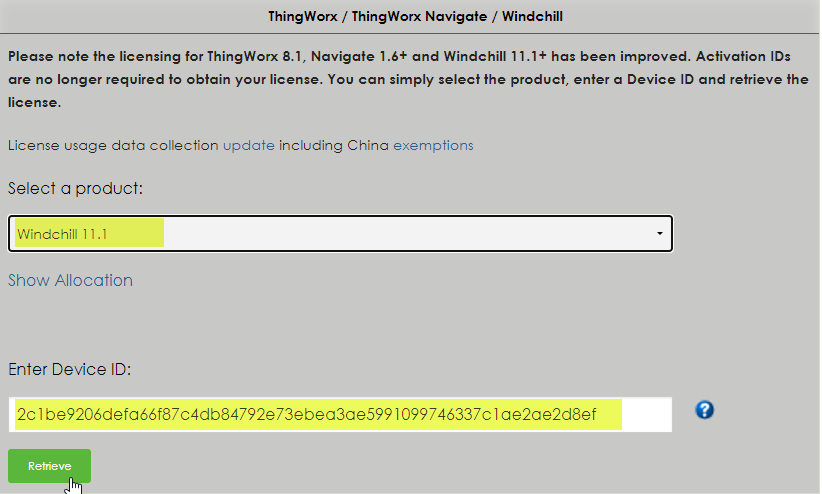 ThingWorx / ThingWorx Navigate / Windchill
Please note the licensing for ThingWorx 8.1, Navigate 1.6+ and Windchill 11.1+ has been improved. Activation IDs
are no longer required to obtain your license. You can simply select the product, enter a Device ID and retrieve the
license.
License usage data collection update including China exemptions
Select a product:
Windchill 11.1
Show Allocation
Enter Device ID:
2c1be9206defa66f87c4db84792e73ebea3ae5991099746337c1ae2ae2d8ef
?
Retrieve